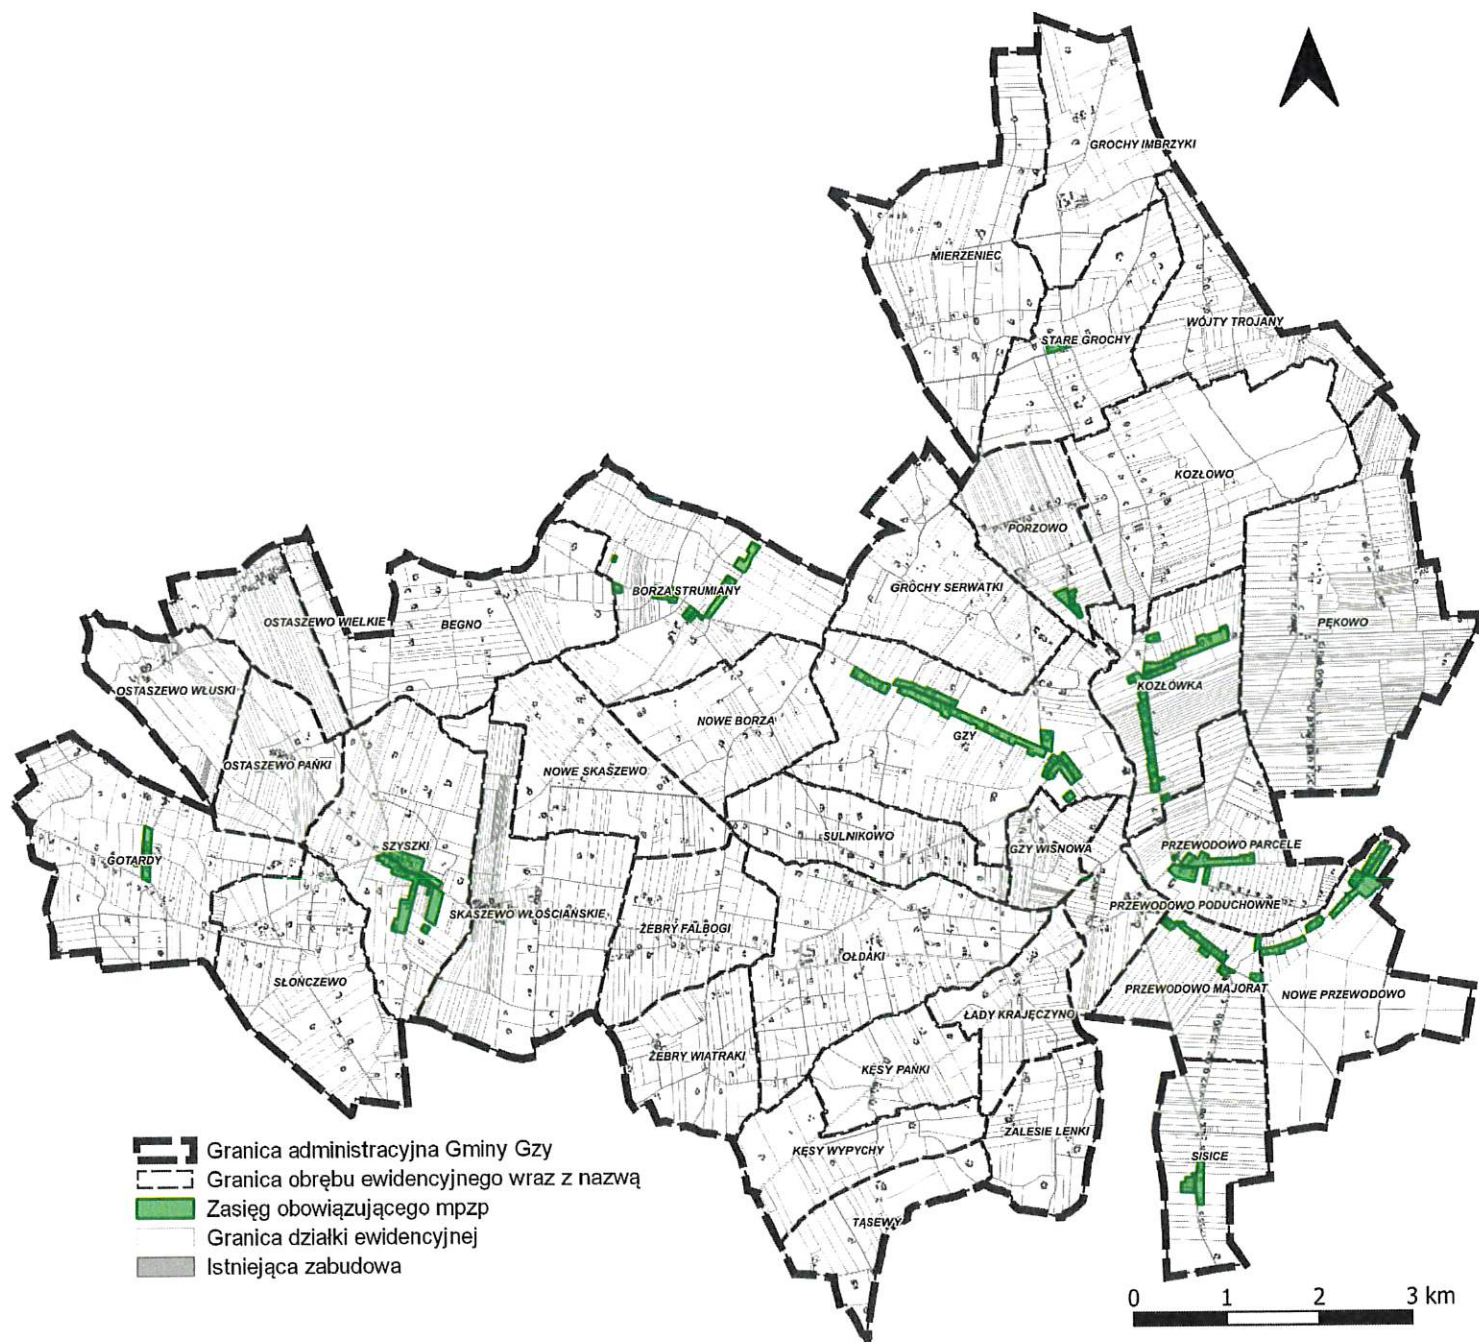 GROCHY IMBRZYKI
MIERZENIEC
WÓJTY TROJANY
STARE GROCHY
KOZŁOWO
PORZOWO
GROCHY SERWATKI
BORZA STRUMIANY
OSTASZEWO WIELKIE
BEGNO
PĘKOWO
OSTASZEWO WŁUSKI
KOZŁÓWKA
NOWE BORZA
GZY
OSTASZEWO PAŃKI
NOWE SKASZEWO
SULNIKOWO
SZYSZKI
GZY WIŚNOWA
PRZEWODOWO PARCELE
GOTARDY
PRZEWODOWO PODUCHOWNE
SKASZEWO WŁOŚCIAŃSKIE
ŻEBRY FALBOGI
OŁDAKI
SŁOŃCZEWO
PRZEWODOWO MAJORAT
NOWE PRZEWODOWO
ŁADY KRAJĘCZYNO
ŻEBRY WIATRAKI
KĘSY PAŃKI
ZALESIE LENKI
KĘSY WYPYCHY
SISICE
TĄSEWY
Granica administracyjna Gminy Gzy
Granica obrębu ewidencyjnego wraz z nazwą
Zasięg obowiązującego mpzp
Granica działki ewidencyjnej
Istniejąca zabudowa
0 1 2 3 km